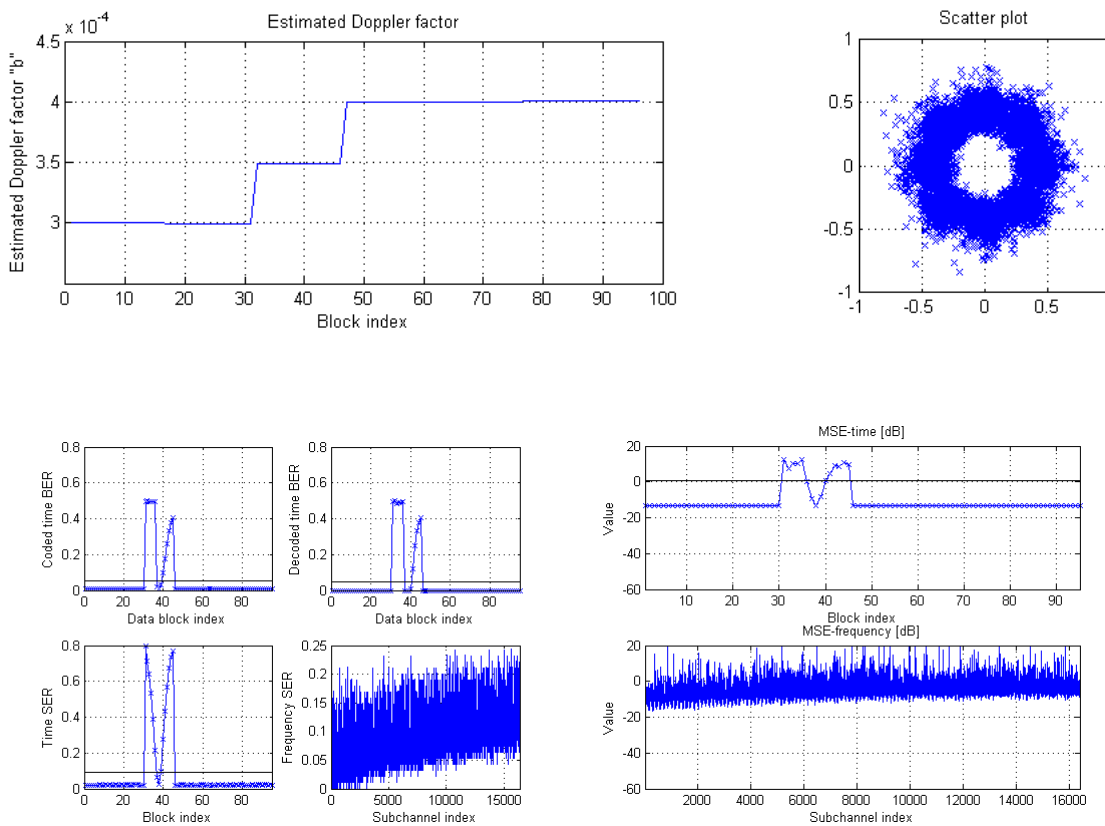 Estimated Doppler factor
x 10^-4
4.5
4
3.5
3
Estimated Doppler factor "b"
0 10 20 30 40 50 60 70 80 90 100
Block index
Scatter plot
1
0.5
0
-0.5
-1
-1 -0.5 0 0.5
Coded time BER
0.8
0.6
0.4
0.2
0
0 20 40 60 80
Data block index
Decoded time BER
0.8
0.6
0.4
0.2
0
0 20 40 60 80
Data block index
MSE-time [dB]
Value
20
0
-20
-40
-60
10 20 30 40 50 60 70 80 90
Block index
Time SER
0.8
0.6
0.4
0.2
0
0 20 40 60 80
Block index
Frequency SER
0.25
0.2
0.15
0.1
0.05
0
0 5000 10000 15000
Subchannel index
MSE-frequency [dB]
Value
20
0
-20
-40
-60
2000 4000 6000 8000 10000 12000 14000 16000
Subchannel index